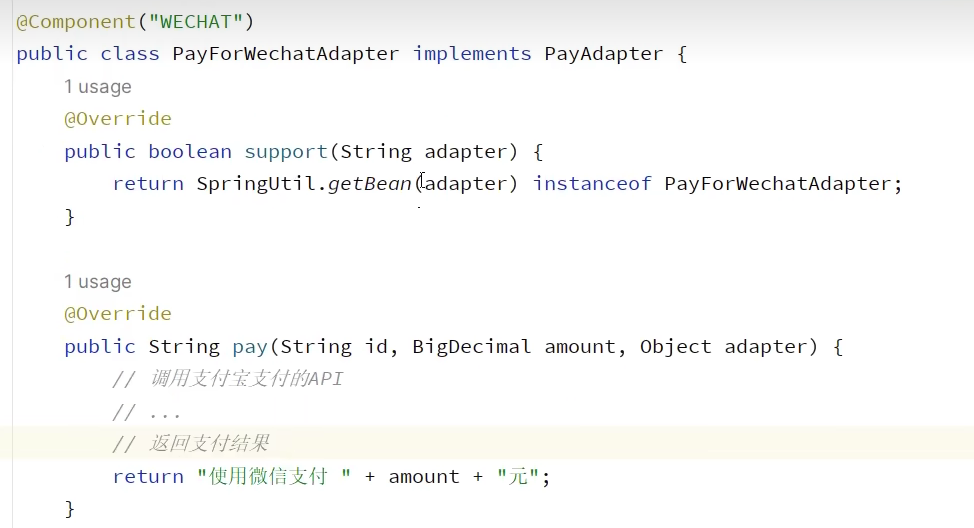 @Component("WECHAT")
public class PayForWechatAdapter implements PayAdapter {
1 usage
@Override
public boolean support(String adapter) {
return SpringUtil.getBean(adapter) instanceof PayForWechatAdapter;
}
1 usage
@Override
public String pay(String id, BigDecimal amount, Object adapter) {
// 调用支付宝支付的API
// ...
// 返回支付结果
return "使用微信支付 " + amount + "元";
}